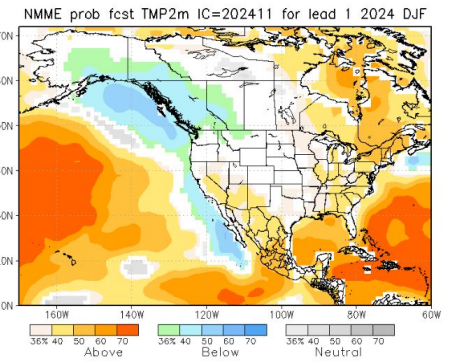 NMME prob fcst TMP2m IC=202411 for lead 1 2024 DJF
70N
60N
50N
40N
30N
20N
10N
160W 140W 120W 100W 80W 60W
36% 40 50 60 70 36% 40 50 60 70 36% 40 50 60 70
Above Below Neutral